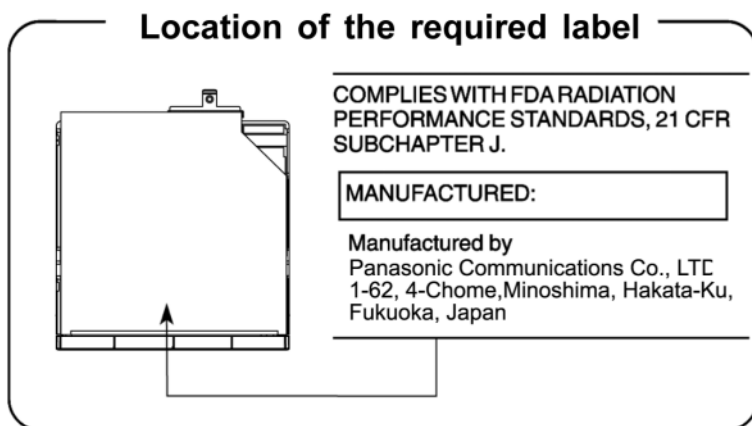 Location of the required label
COMPLIES WITH FDA RADIATION
PERFORMANCE STANDARDS, 21 CFR
SUBCHAPTER J.
MANUFACTURED:
Manufactured by
Panasonic Communications Co., LTD
1-62, 4-Chome,Minoshima, Hakata-Ku,
Fukuoka, Japan